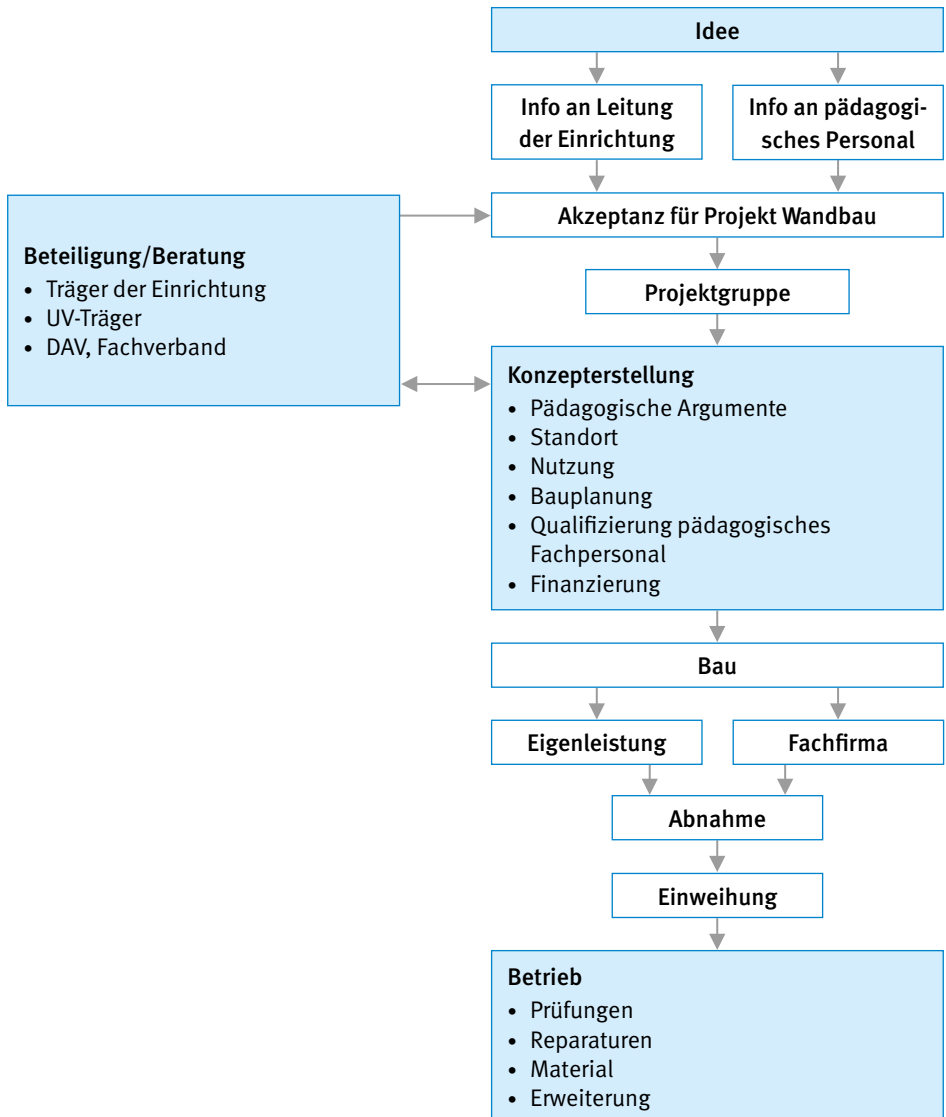 Idee
Info an Leitung
der Einrichtung
Info an pädagogi-
sches Personal
Akzeptanz für Projekt Wandbau
Beteiligung/Beratung
• Träger der Einrichtung
• UV-Träger
• DAV, Fachverband
Projektgruppe
Konzepterstellung
• Pädagogische Argumente
• Standort
• Nutzung
• Bauplanung
• Qualifizierung pädagogisches
Fachpersonal
• Finanzierung
Bau
Eigenleistung
Fachfirma
Abnahme
Einweihung
Betrieb
• Prüfungen
• Reparaturen
• Material
• Erweiterung